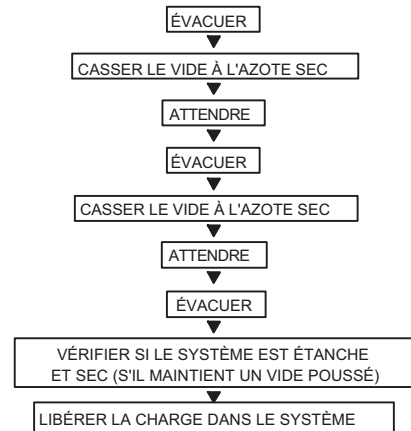 ÉVACUER
CASSER LE VIDE À L'AZOTE SEC
ATTENDRE
ÉVACUER
CASSER LE VIDE À L'AZOTE SEC
ATTENDRE
ÉVACUER
VÉRIFIER SI LE SYSTÈME EST ÉTANCHE
ET SEC (S'IL MAINTIENT UN VIDE POUSSÉ)
LIBÉRER LA CHARGE DANS LE SYSTÈME